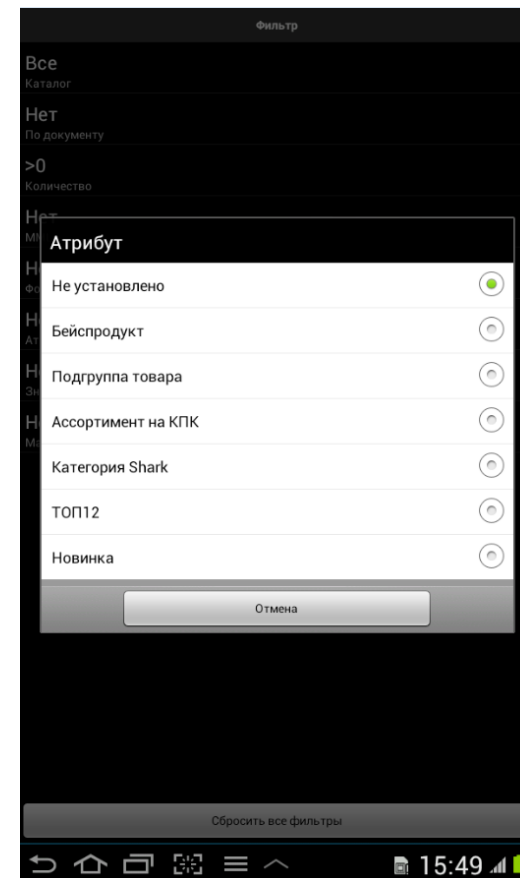 Фильтр
Все
Каталог
Нет
По документу
>0
Количество
Нет
Атрибут
Не установлено
Бейспродукт
Подгруппа товара
Ассортимент на КПК
Категория Shark
ТОП12
Новинка
Отмена
Сбросить все фильтры
15:49